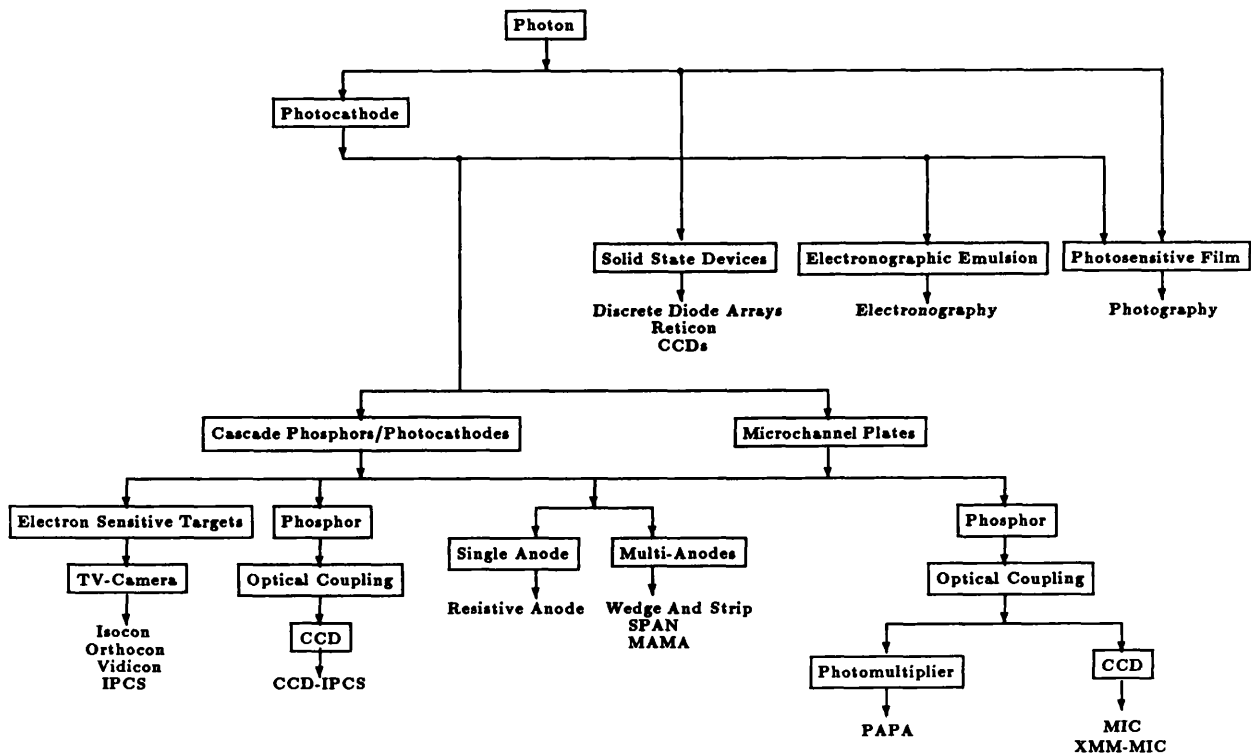 Photon
Photocathode
Solid State Devices
Electronographic Emulsion
Photosensitive Film
Discrete Diode Arrays
Reticon
CCDs
Electronography
Photography
Cascade Phosphors/Photocathodes
Microchannel Plates
Electron Sensitive Targets
Phosphor
Phosphor
Single Anode
Multi-Anodes
TV-Camera
Optical Coupling
Optical Coupling
Resistive Anode
Wedge And Strip
SPAN
MAMA
Isocon
Orthocon
Vidicon
IPCS
CCD
CCD-IPCS
Photomultiplier
CCD
PAPA
MIC
XMM-MIC